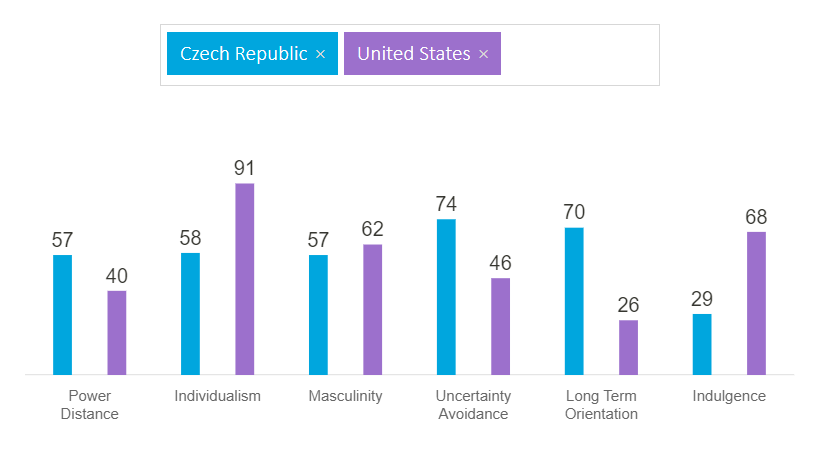 Czech Republic × United States ×
91
74
70
68
57
58
57
62
40
46
26
29
Power
Distance
Individualism
Masculinity
Uncertainty
Avoidance
Long Term
Orientation
Indulgence